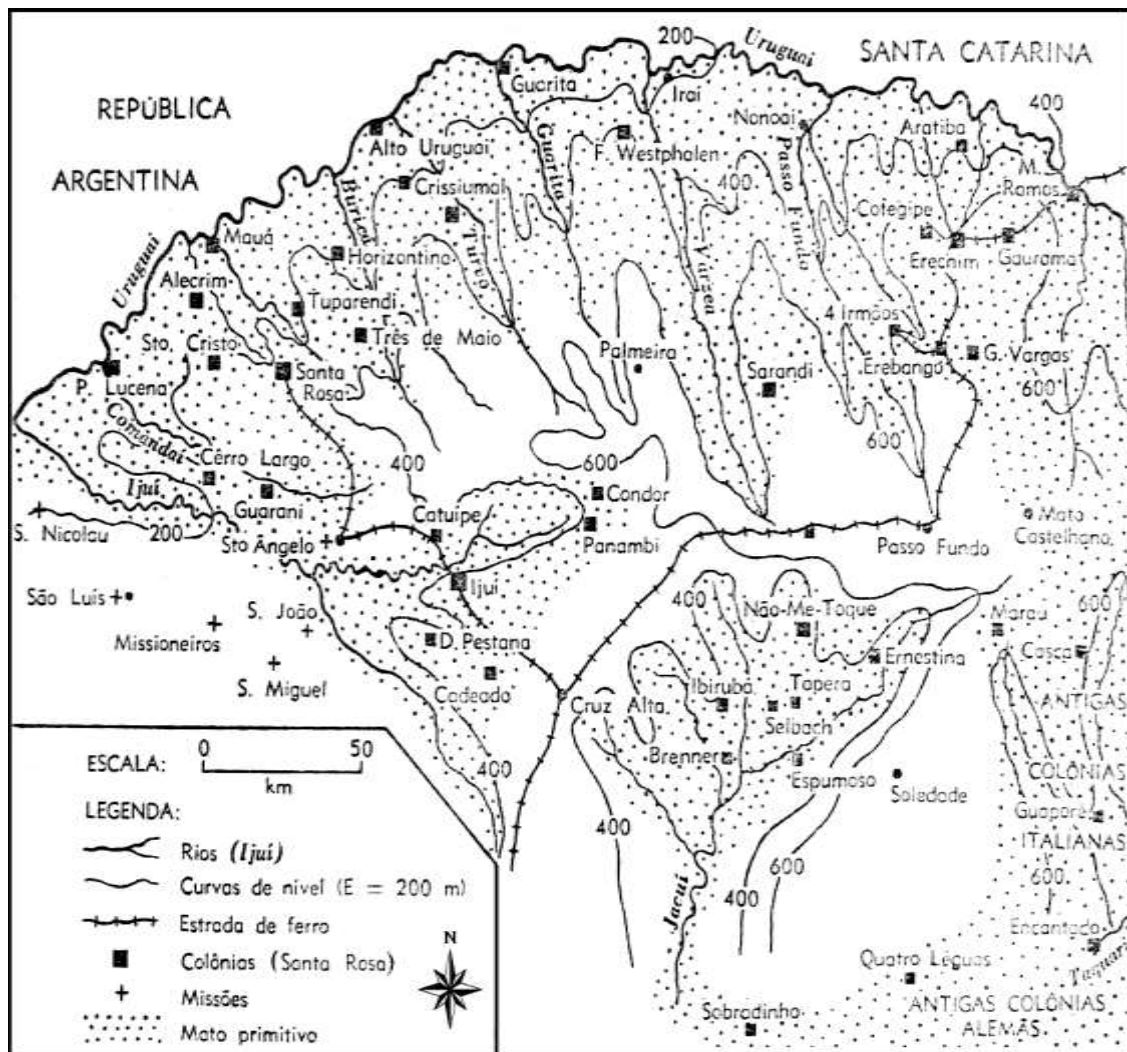 200
Uruguai
SANTA CATARINA
REPÚBLICA
ARGENTINA
Guarita
Iraí
400
Nonoai
Aratiba
Alto Uruguai
F. Westphalen
Guarita
Passo Fundo
400
M. Ramos
Crissiumal
Buricá
Turvo
Várzea
Cotegipe
Erechim
Gaurama
Mauá
Horizontina
Uruguai
Alecrim
Tuparendi
4 Irmãos
Sto. Cristo
Três de Maio
Palmeira
Sarandi
Erebango
G. Vargas
P. Lucena
Santa Rosa
600
Comandaí
600
Cêrro Largo
400
600
Ijuí
Guarani
Condor
Catuipe
S. Nicolau
200
Sto Ângelo
Panambi
Passo Fundo
Mato Castelhano
Ijuí
São Luis
S. João
400
Não-Me-Toque
Marau
600
Missioneiros
D. Pestana
Ernestina
Casca
S. Miguel
Cadeado
Ibirubá
Tapera
ANTIGAS
Cruz Alta
Selbach
Brenner
Espumoso
Soledade
COLÔNIAS
400
Guaporé
400
ITALIANAS
400
600
600
Jacuí
Encantado
Taquari
Quatro Léguas
ANTIGAS COLÔNIAS
ALEMÃS
Sobradinho
0 50
ESCALA:
km
LEGENDA:
Rios (Ijuí)
Curvas de nível (E = 200 m)
Estrada de ferro
Colônias (Santa Rosa)
Missões
Mato primitivo
N